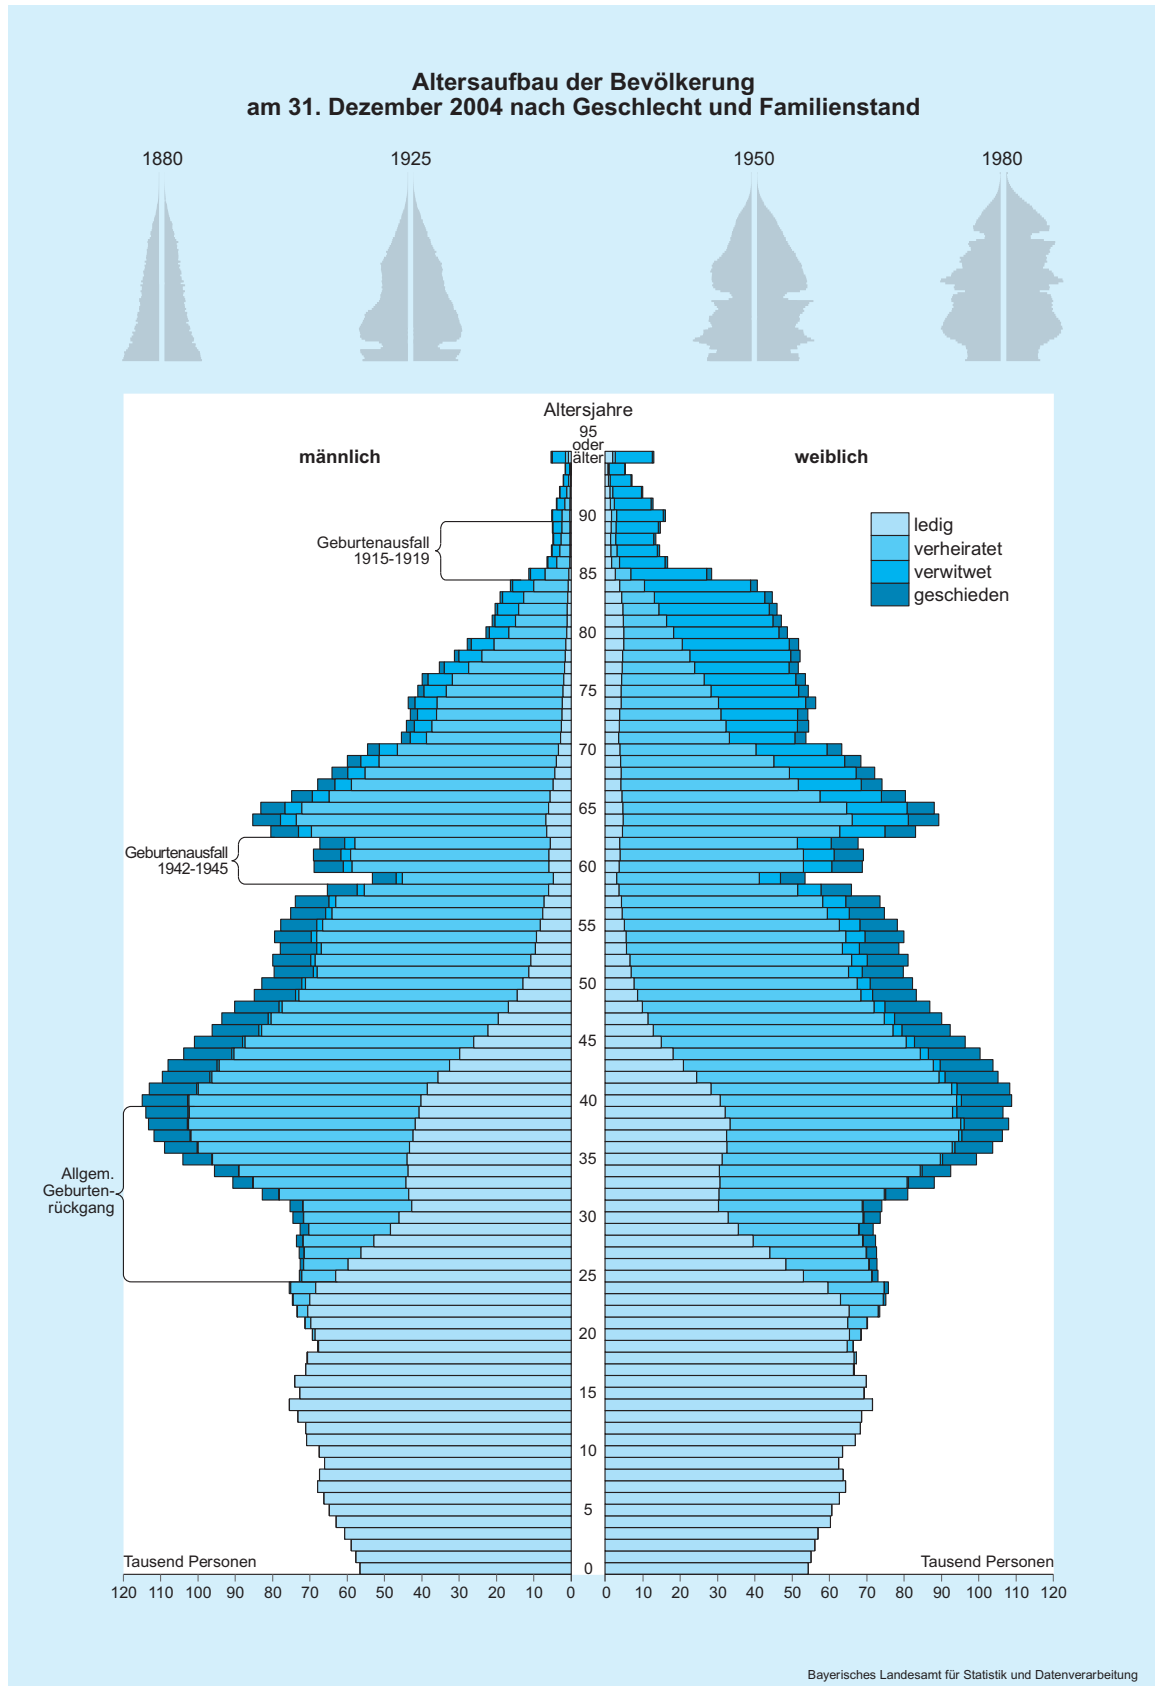 Altersaufbau der Bevölkerung
am 31. Dezember 2004 nach Geschlecht und Familienstand
1880
1925
1950
1980
Altersjahre
95
oder
älter
männlich
weiblich
ledig
verheiratet
verwitwet
geschieden
90
Geburtenausfall
1915-1919
85
80
75
70
65
Geburtenausfall
1942-1945
60
55
50
45
40
35
Allgem.
Geburten-
rückgang
30
25
20
15
10
5
0
Tausend Personen
Tausend Personen
120 110 100 90 80 70 60 50 40 30 20 10 0
0 10 20 30 40 50 60 70 80 90 100 110 120
Bayerisches Landesamt für Statistik und Datenverarbeitung